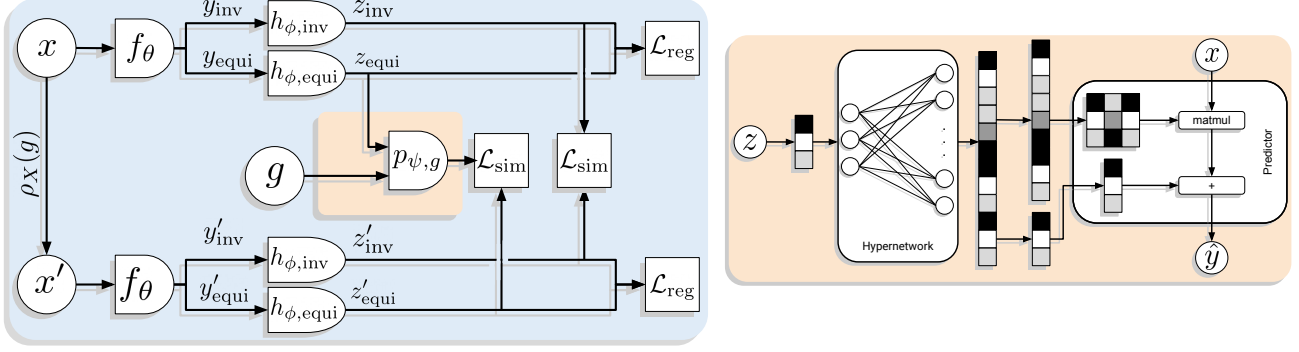 x
f_θ
y_inv
y_equi
h_ϕ,inv
h_ϕ,equi
z_inv
z_equi
ℒ_reg
ρ_X(g)
g
p_ψ,g
ℒ_sim
ℒ_sim
x′
f_θ
y′_inv
y′_equi
h_ϕ,inv
h_ϕ,equi
z′_inv
z′_equi
ℒ_reg
z
Hypernetwork
x
matmul
+
Predictor
ŷ